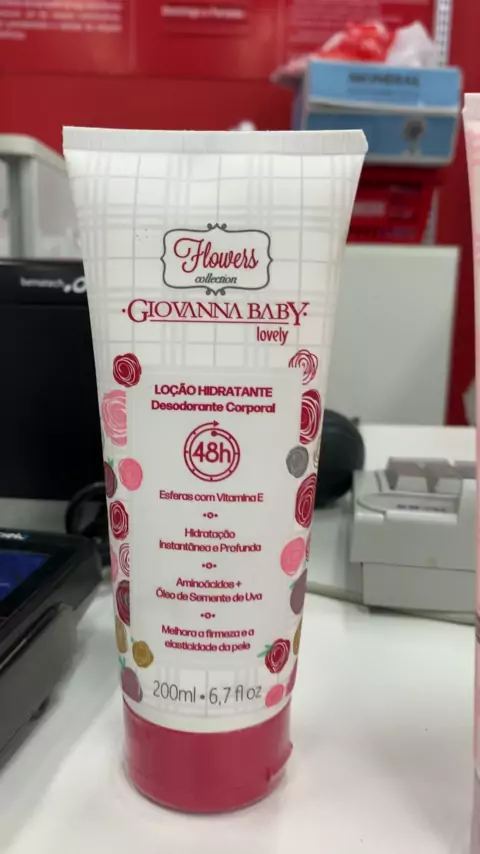 Flowers
collection
GIOVANNA BABY
lovely
LOÇÃO HIDRATANTE
Desodorante Corporal
48h
Esferas com Vitamina E
Hidratação
Instantânea e Profunda
Aminoácidos +
Óleo de Semente de Uva
Melhora a firmeza e a
elasticidade da pele
200ml • 6,7 fl oz